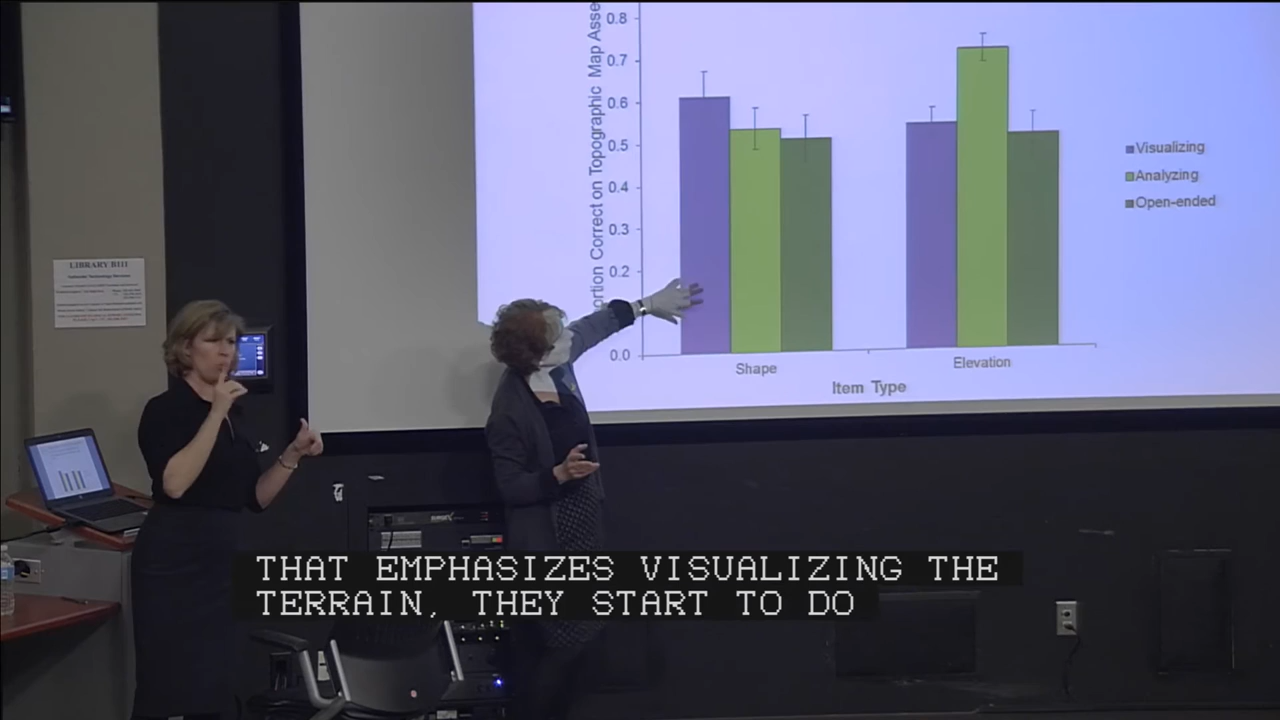 0.8
0.7
0.6
0.5
0.4
0.3
0.2
0.0
ortion Correct on Topographic Map Asse
Shape
Elevation
Item Type
Visualizing
Analyzing
Open-ended
LIBRARY B111
THAT EMPHASIZES VISUALIZING THE
TERRAIN, THEY START TO DO